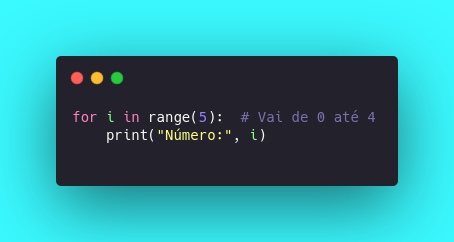 for i in range(5):  # Vai de 0 até 4
    print("Número:", i)